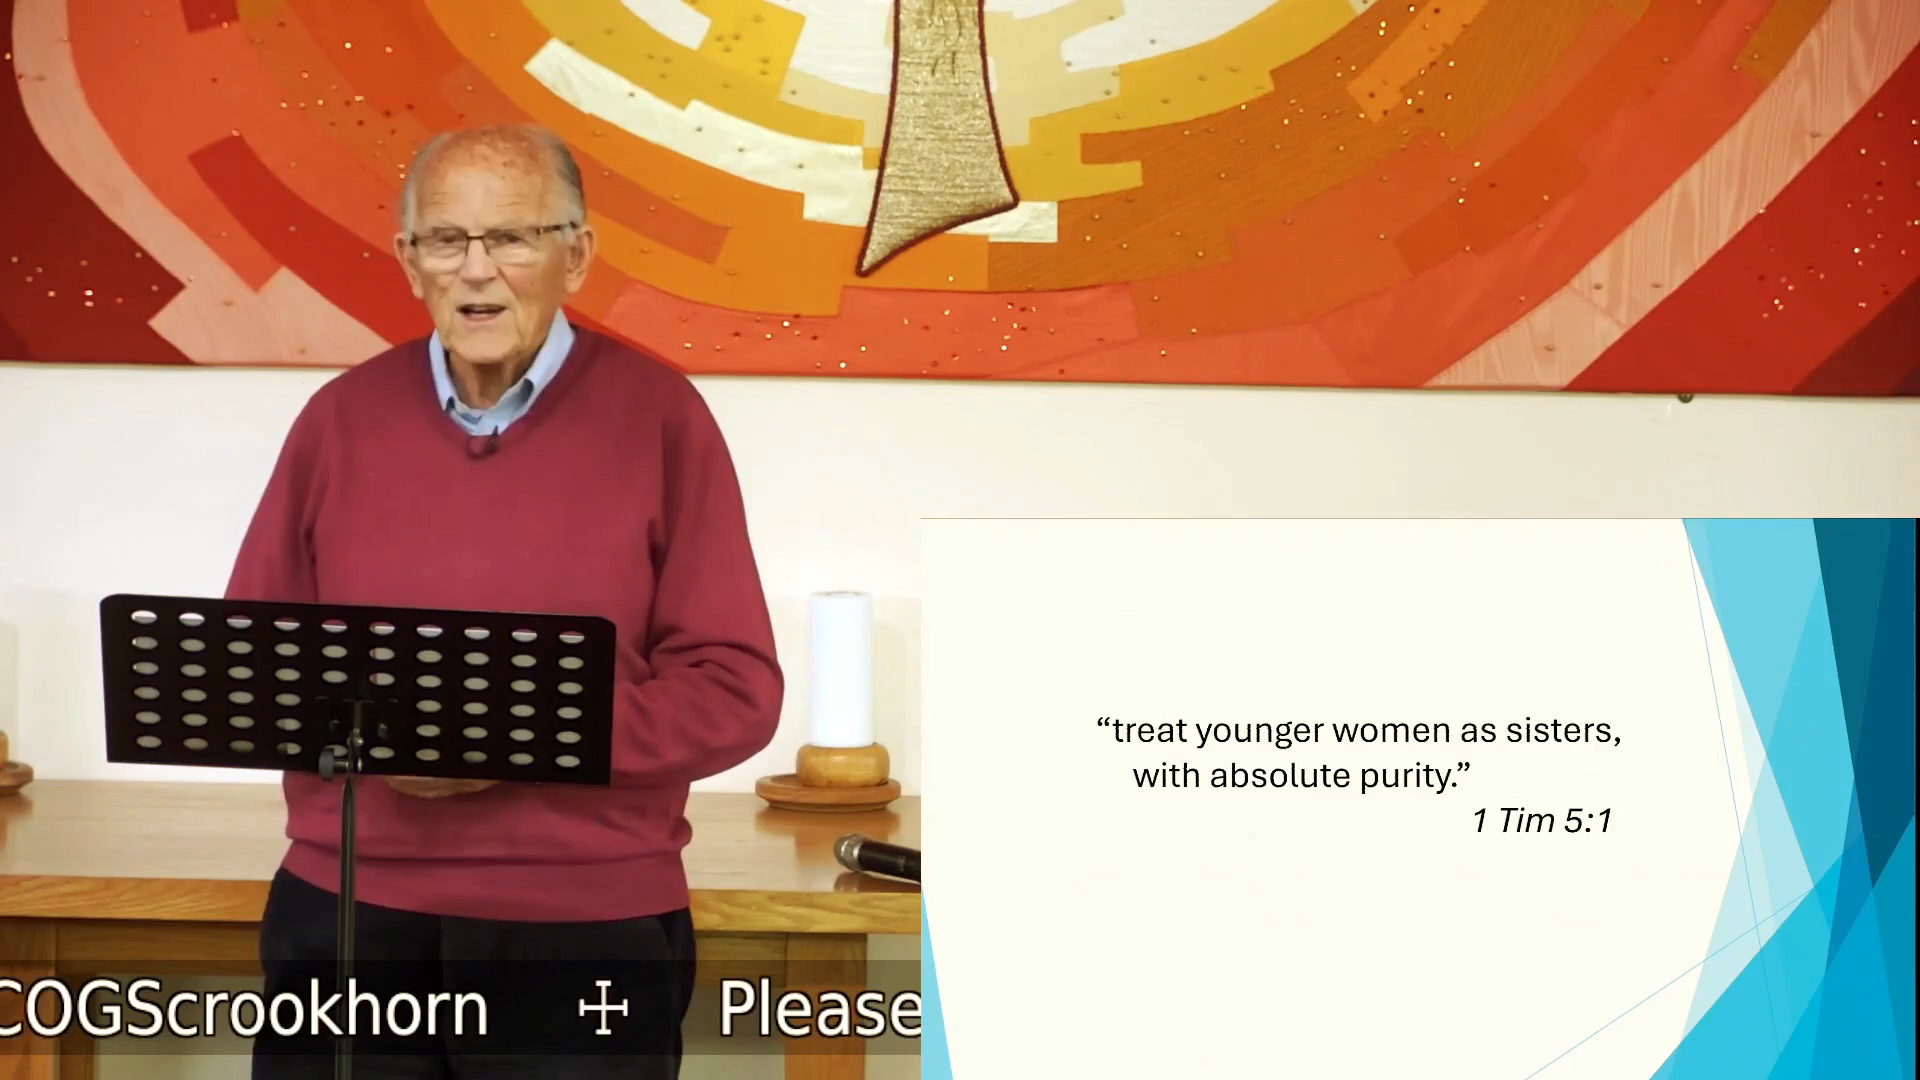 “treat younger women as sisters,
with absolute purity.”
1 Tim 5:1
COGScrookhorn ☩ Please